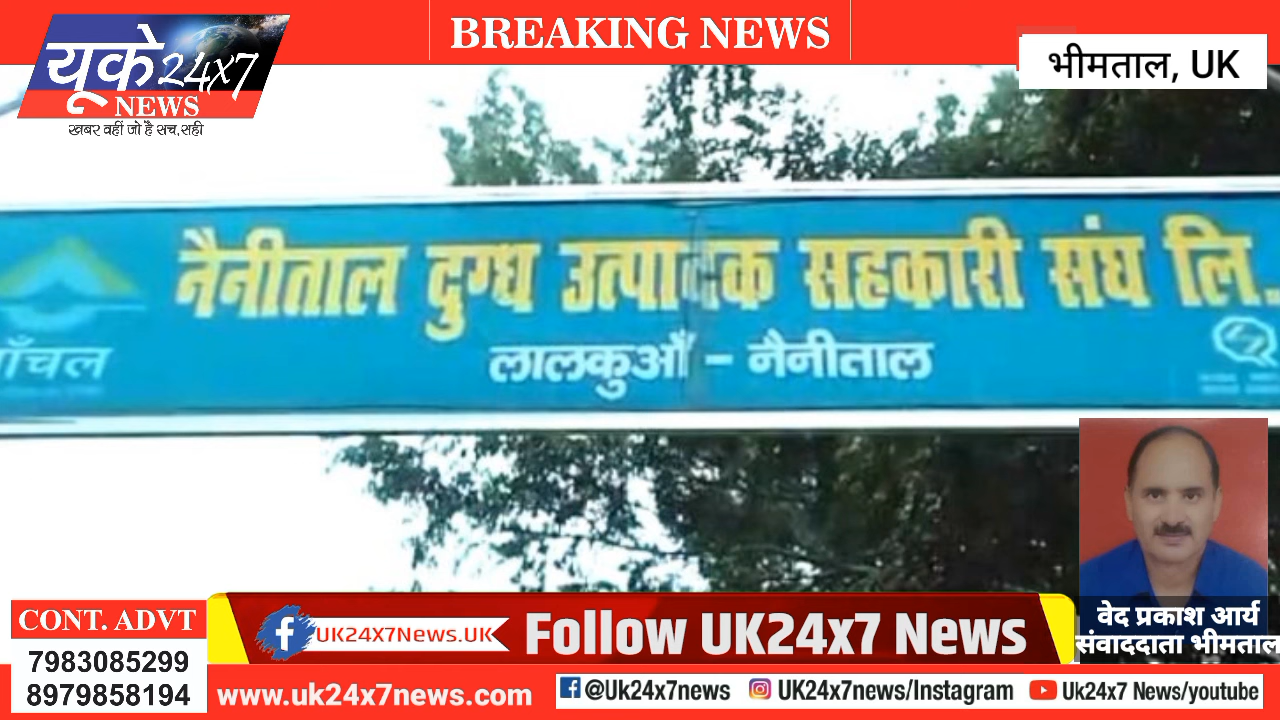 BREAKING NEWS
यूके 24x7
NEWS
खबर वहीं जो है सच, सही
भीमताल, UK
नैनीताल दुग्ध उत्पादक सहकारी संघ लि.
लालकुआँ - नैनीताल
ाँचल
CONT. ADVT
7983085299
8979858194
UK24X7News.UK
Follow UK24x7 News
वेद प्रकाश आर्य
संवाददाता भीमताल
www.uk24x7news.com
@Uk24x7news
UK24x7News/Instagram
Uk24x7 News/youtube